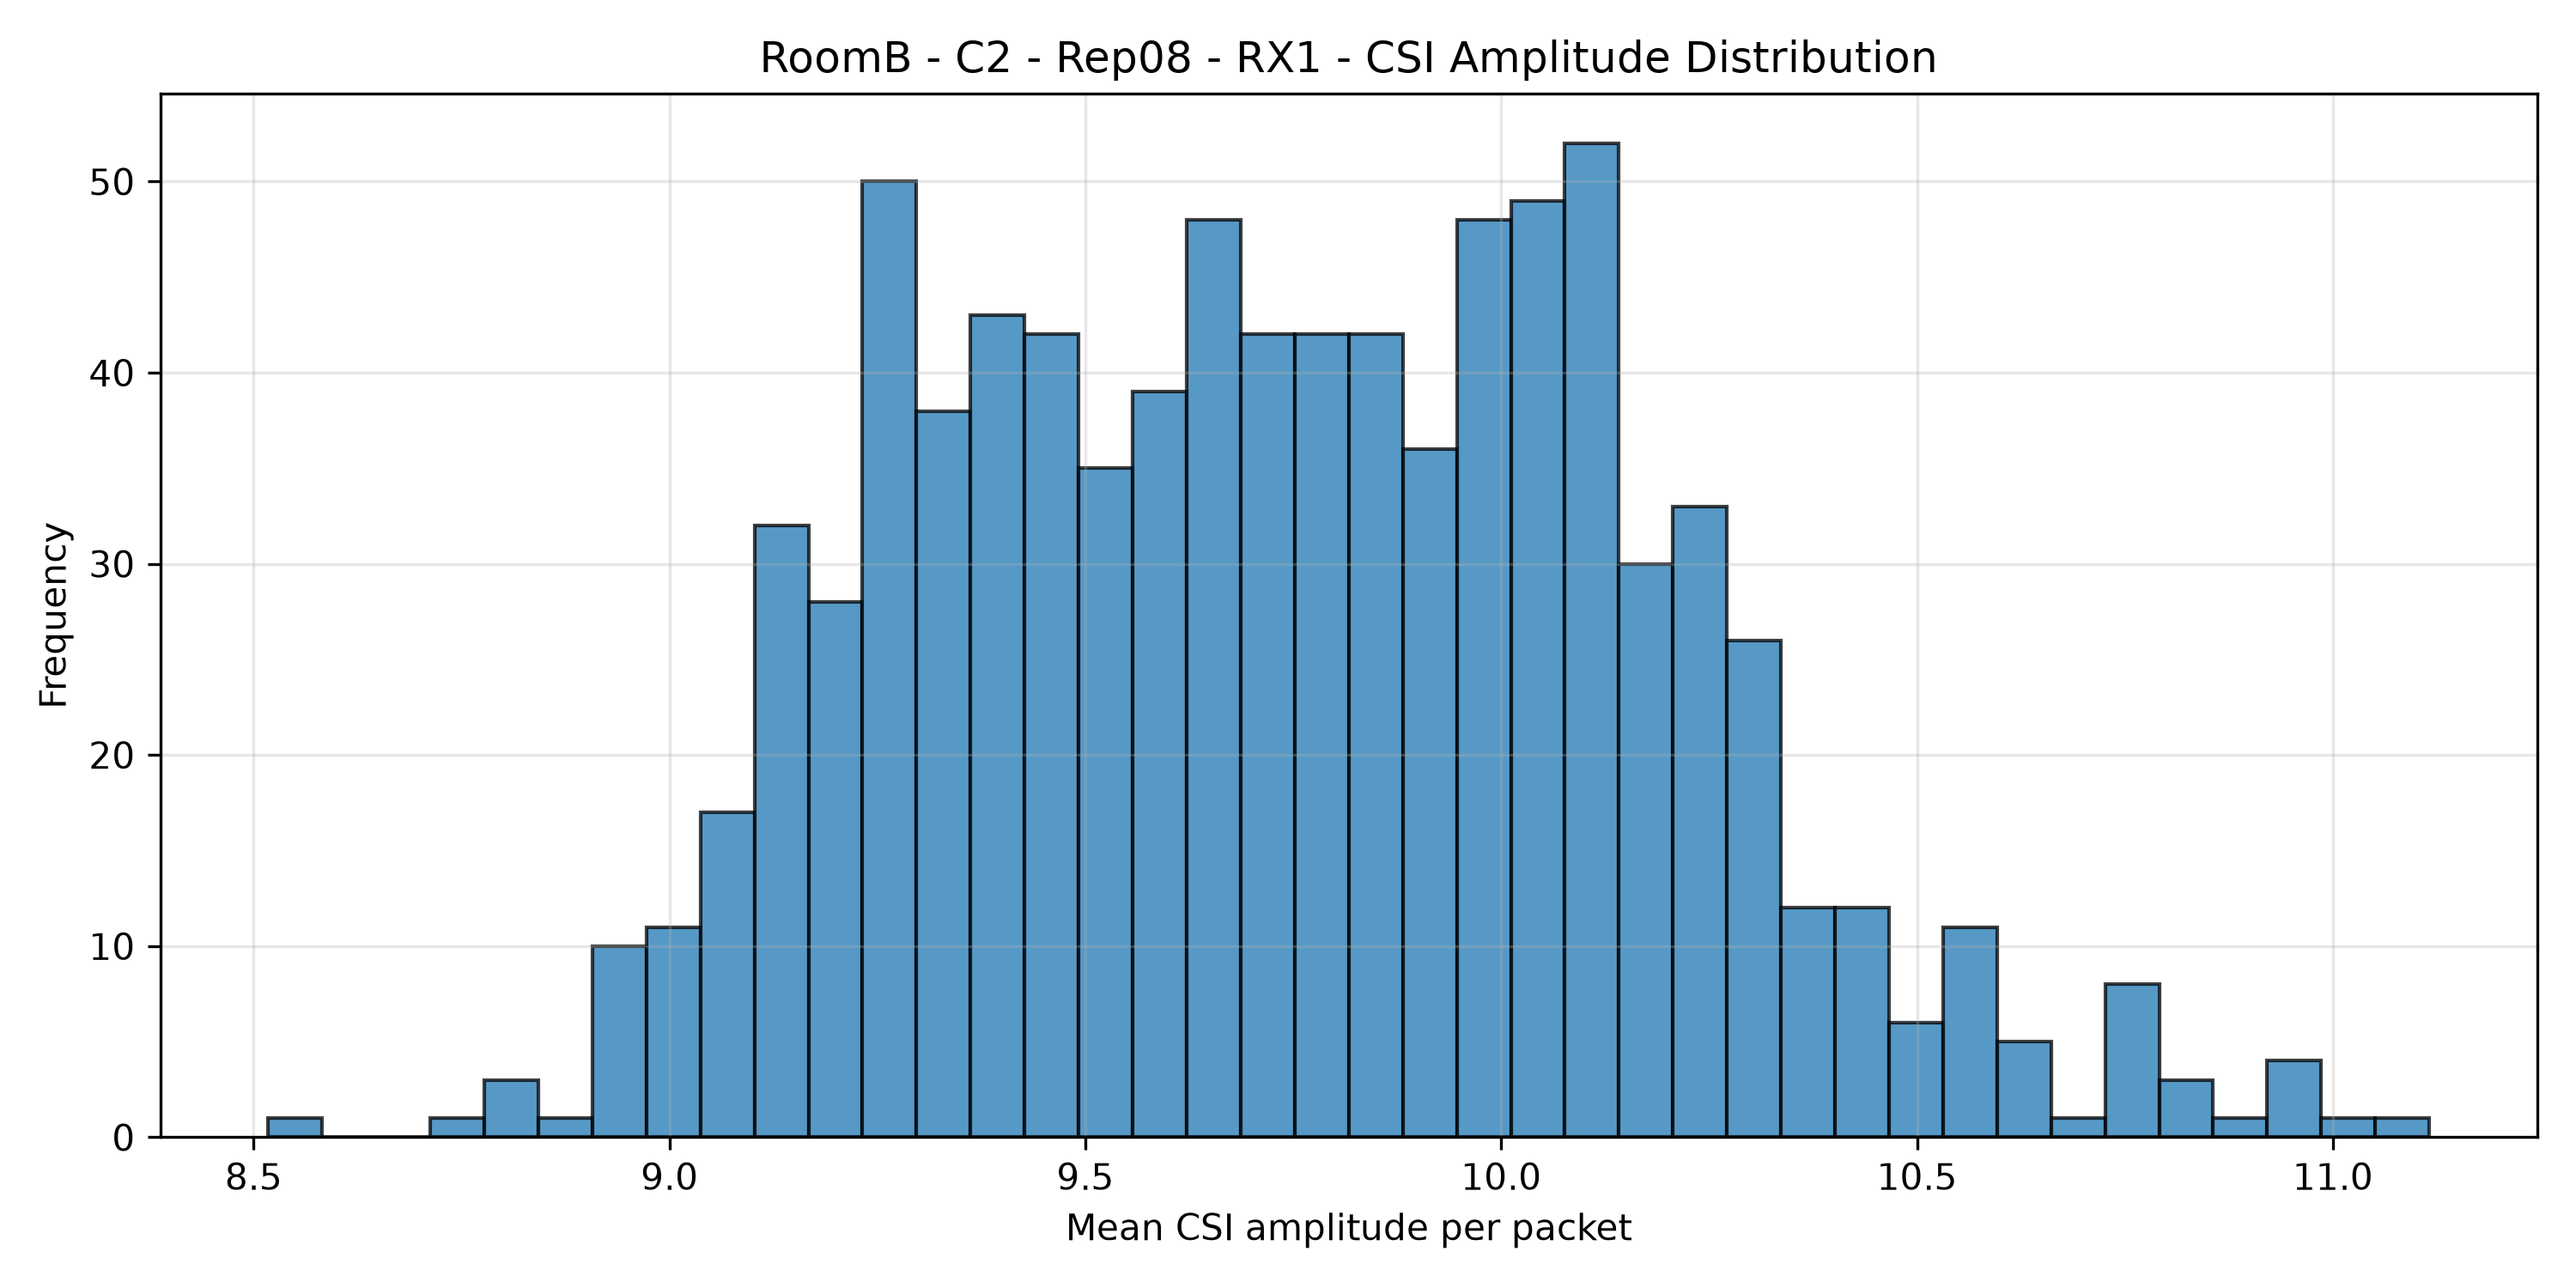 RoomB - C2 - Rep08 - RX1 - CSI Amplitude Distribution
Frequency
50
40
30
20
10
0
8.5 9.0 9.5 10.0 10.5 11.0
Mean CSI amplitude per packet